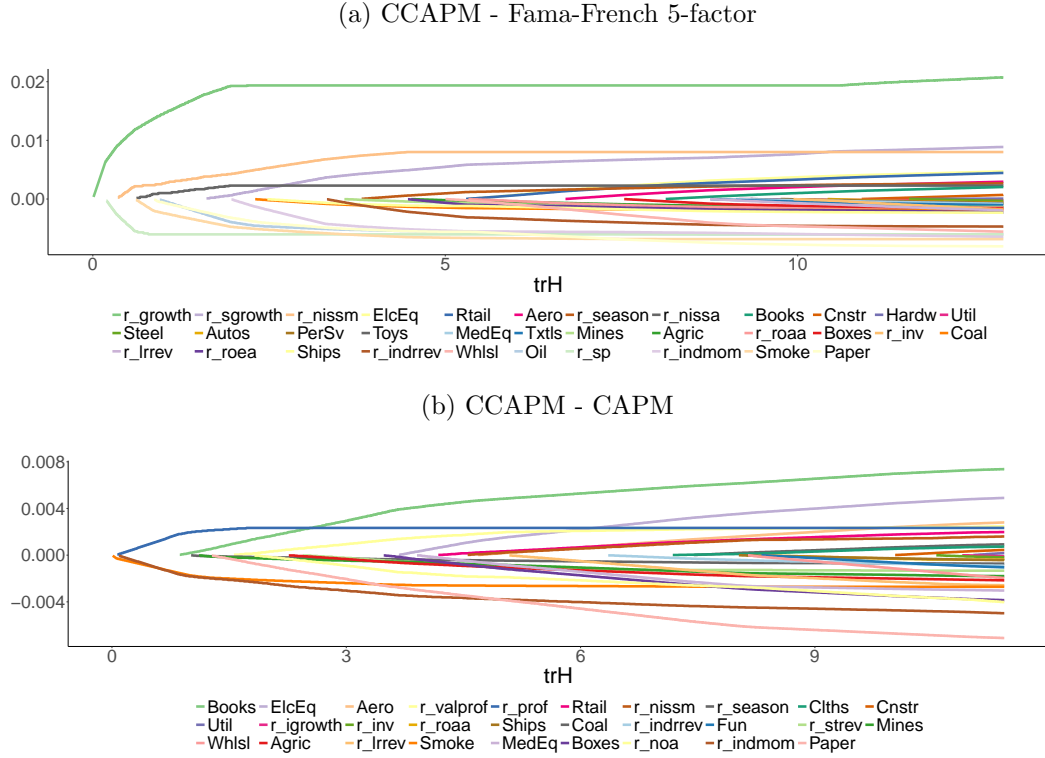 (a) CCAPM - Fama-French 5-factor
0.02
0.01
0.00
0
5
10
trH
r_growth r_sgrowth r_nissm ElcEq Rtail Aero r_season r_nissa Books Cnstr Hardw Util
Steel Autos PerSv Toys MedEq Txtls Mines Agric r_roaa Boxes r_inv Coal
r_lrrev r_roea Ships r_indrrev Whlsl Oil r_sp r_indmom Smoke Paper
(b) CCAPM - CAPM
0.008
0.004
0.000
−0.004
0
3
6
9
trH
Books ElcEq Aero r_valprof r_prof Rtail r_nissm r_season Clths Cnstr
Util r_igrowth r_inv r_roaa Ships Coal r_indrrev Fun r_strev Mines
Whlsl Agric r_lrrev Smoke MedEq Boxes r_noa r_indmom Paper